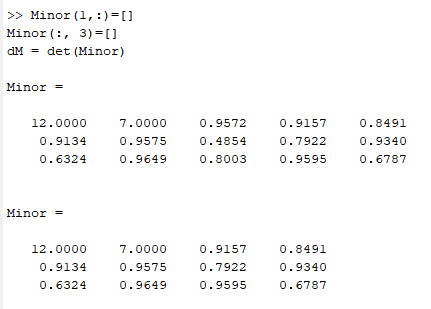 >> Minor(1,:)=[]
Minor(:, 3)=[]
dM = det(Minor)
Minor =
12.0000 7.0000 0.9572 0.9157 0.8491
0.9134 0.9575 0.4854 0.7922 0.9340
0.6324 0.9649 0.8003 0.9595 0.6787
Minor =
12.0000 7.0000 0.9157 0.8491
0.9134 0.9575 0.7922 0.9340
0.6324 0.9649 0.9595 0.6787